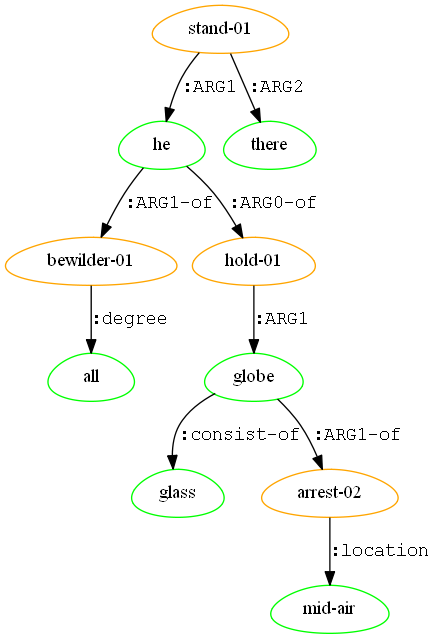 stand-01
:ARG1 :ARG2
he there
:ARG1-of :ARG0-of
bewilder-01 hold-01
:degree :ARG1
all globe
:consist-of :ARG1-of
glass arrest-02
:location
mid-air